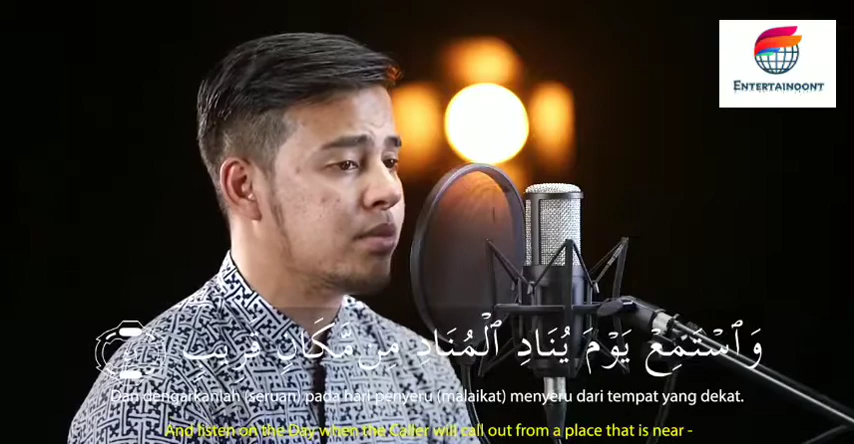 ENTERTAINOONT
وَٱسْتَمِعْ يَوْمَ يُنَادِ ٱلْمُنَادِ مِن مَّكَانٍ قَرِيبٍ
Dan dengarkanlah (seruan) pada hari penyeru (malaikat) menyeru dari tempat yang dekat.
And listen on the Day when the Caller will call out from a place that is near -